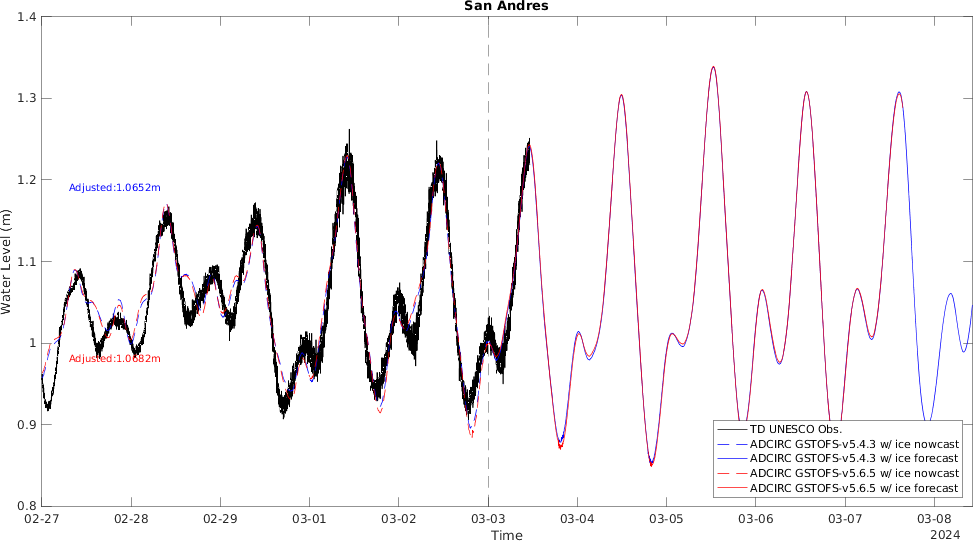 San Andres
1.4
1.3
1.2
1.1
1
0.9
0.8
Water Level (m)
Adjusted:1.0652m
Adjusted:1.0682m
TD UNESCO Obs.
ADCIRC GSTOFS-v5.4.3 w/ ice nowcast
ADCIRC GSTOFS-v5.4.3 w/ ice forecast
ADCIRC GSTOFS-v5.6.5 w/ ice nowcast
ADCIRC GSTOFS-v5.6.5 w/ ice forecast
02-27 02-28 02-29 03-01 03-02 03-03 03-04 03-05 03-06 03-07 03-08
Time
2024